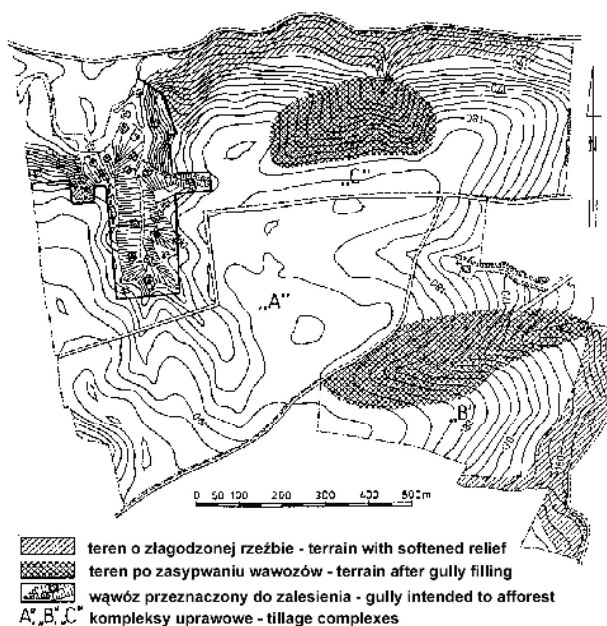 „C"
„A"
„B"
0 50 100 200 300 400 500m
teren o złagodzonej rzeźbie - terrain with softened relief
teren po zasypywaniu wawozów - terrain after gully filling
wąwóz przeznaczony do zalesienia - gully intended to afforest
A", „B", „C" kompleksy uprawowe - tillage complexes